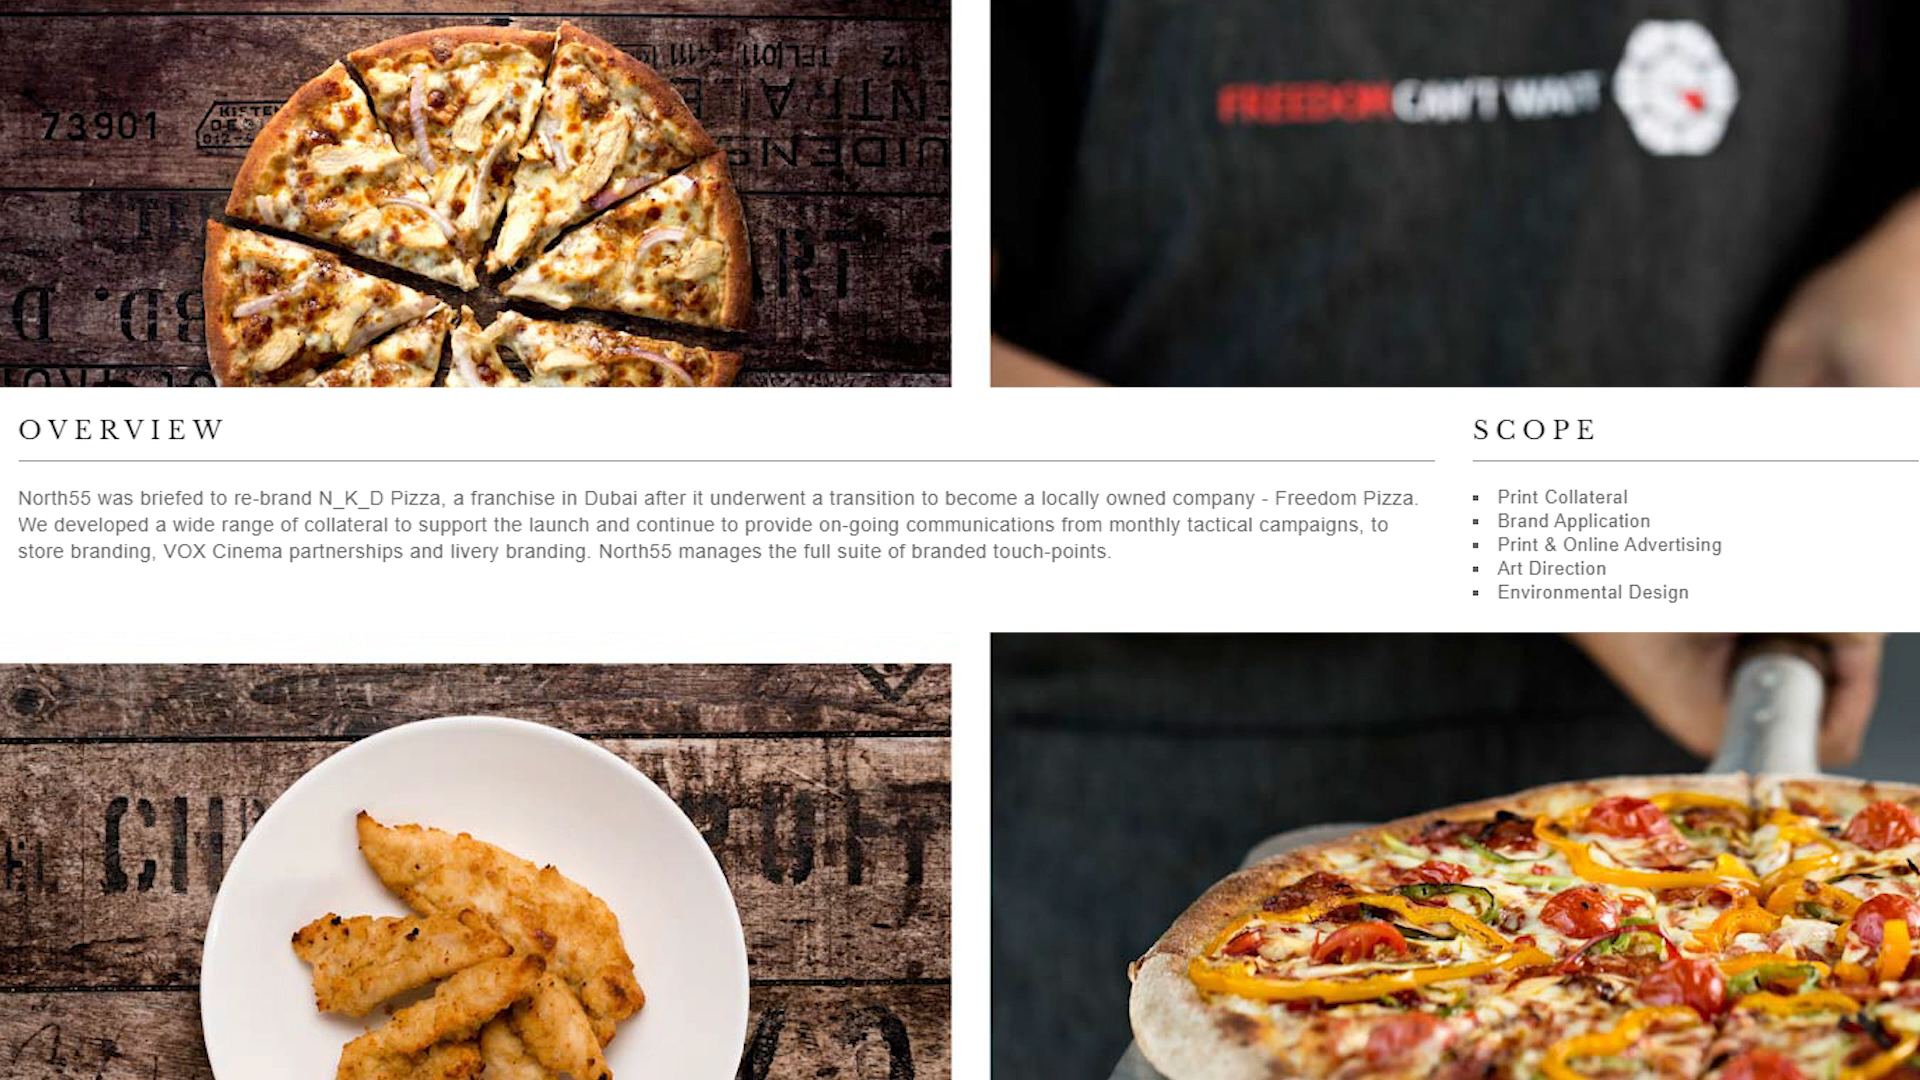 73901
FREEDOM CAN'T WAIT
OVERVIEW
North55 was briefed to re-brand N_K_D Pizza, a franchise in Dubai after it underwent a transition to become a locally owned company - Freedom Pizza.
We developed a wide range of collateral to support the launch and continue to provide on-going communications from monthly tactical campaigns, to
store branding, VOX Cinema partnerships and livery branding. North55 manages the full suite of branded touch-points.
SCOPE
Print Collateral
Brand Application
Print & Online Advertising
Art Direction
Environmental Design